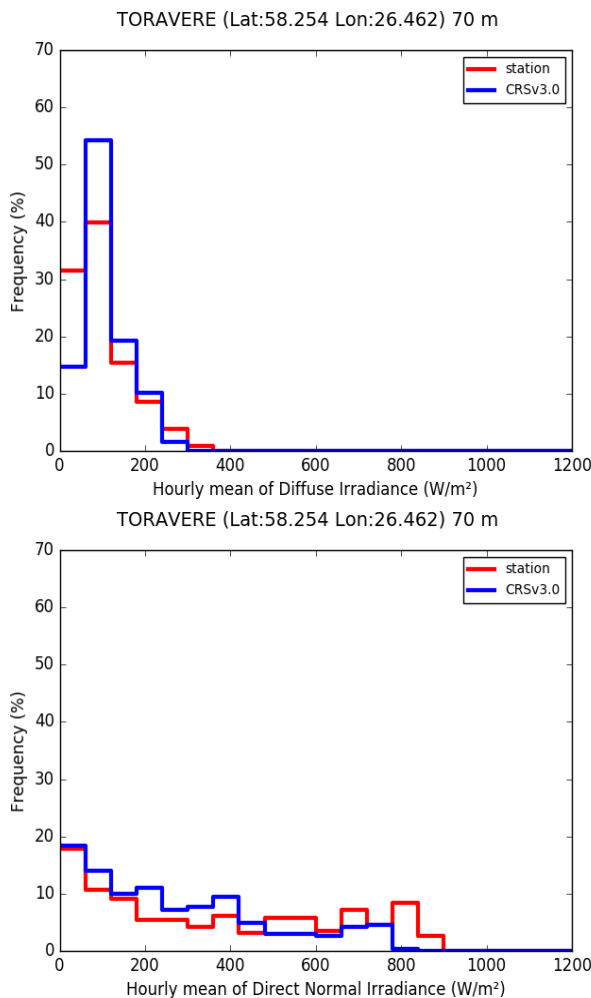 TORAVERE (Lat:58.254 Lon:26.462) 70 m
70
60
50
40
30
20
10
0
Frequency (%)
station
CRSv3.0
0 200 400 600 800 1000 1200
Hourly mean of Diffuse Irradiance (W/m²)
TORAVERE (Lat:58.254 Lon:26.462) 70 m
70
60
50
40
30
20
10
0
Frequency (%)
station
CRSv3.0
0 200 400 600 800 1000 1200
Hourly mean of Direct Normal Irradiance (W/m²)